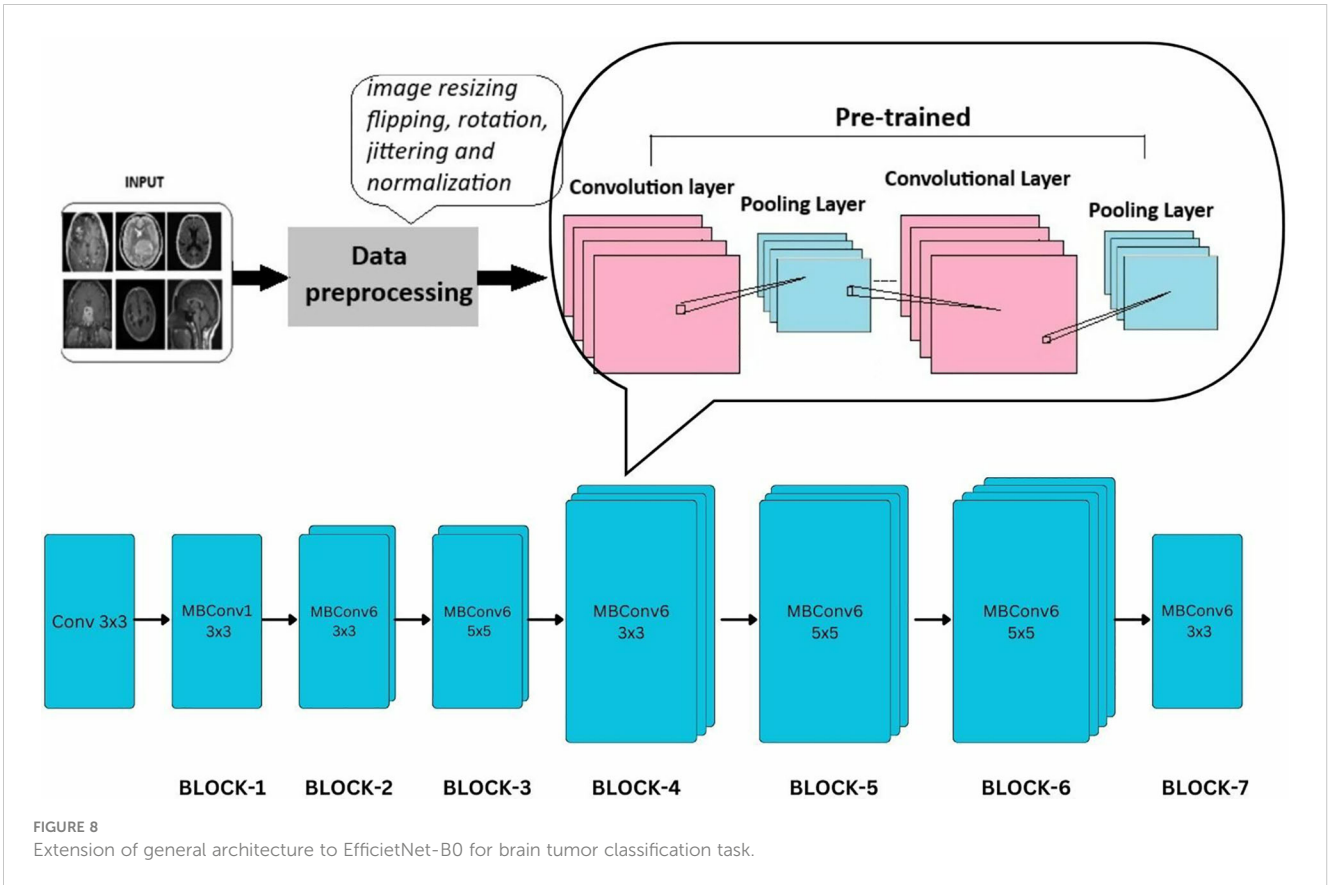 image resizing
flipping, rotation,
jittering and
normalization
INPUT
Data
preprocessing
Pre-trained
Convolution layer
Pooling Layer
Convolutional Layer
Pooling Layer
Conv 3x3
MBConv1
3x3
MBConv6
3x3
MBConv6
5x5
MBConv6
3x3
MBConv6
5x5
MBConv6
5x5
MBConv6
3x3
BLOCK-1
BLOCK-2
BLOCK-3
BLOCK-4
BLOCK-5
BLOCK-6
BLOCK-7
FIGURE 8
Extension of general architecture to EfficietNet-B0 for brain tumor classification task.